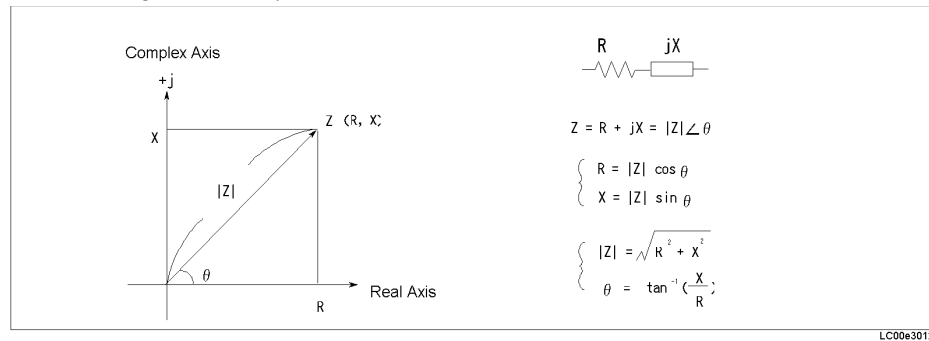 Complex Axis
+j
X
Z (R, X)
|Z|
θ
R
Real Axis
R jX
Z = R + jX = |Z|∠θ
R = |Z| cos θ
X = |Z| sin θ
|Z| = √R² + X²
θ = tan⁻¹(X/R)
LC00e301